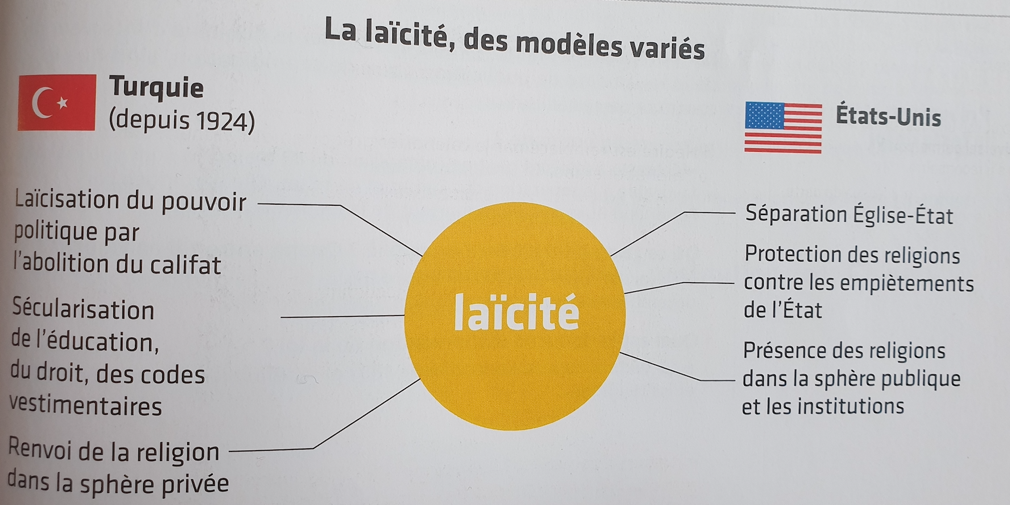 La laïcité, des modèles variés
Turquie
(depuis 1924)
Laïcisation du pouvoir
politique par
l'abolition du califat
Sécularisation
de l'éducation,
du droit, des codes
vestimentaires
Renvoi de la religion
dans la sphère privée
laïcité
États-Unis
Séparation Église-État
Protection des religions
contre les empiètements
de l'État
Présence des religions
dans la sphère publique
et les institutions